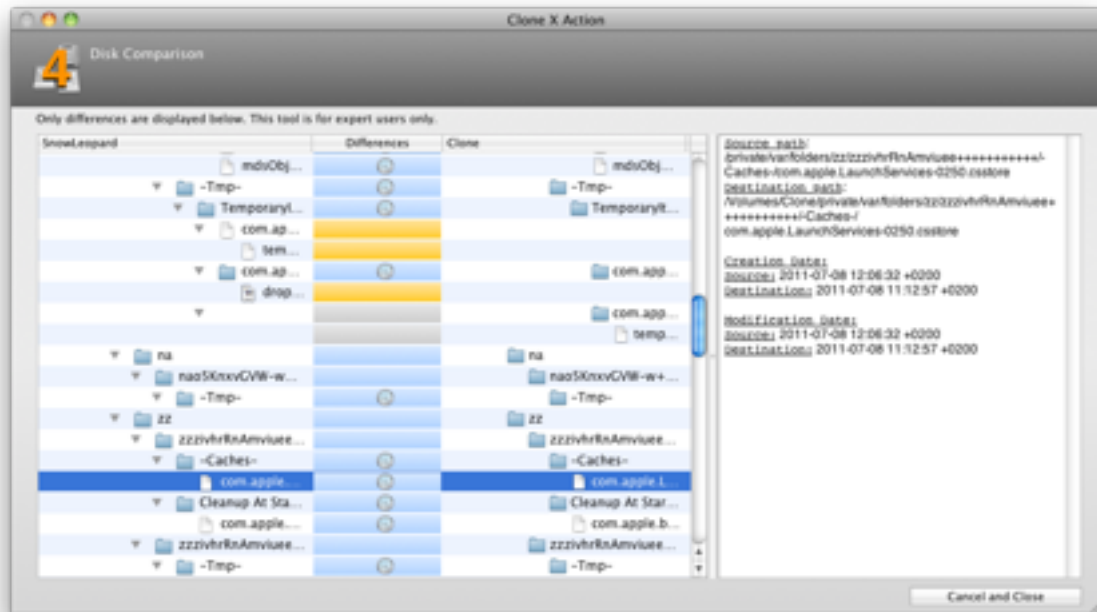 Clone X Action
4
Disk Comparison
Only differences are displayed below. This tool is for expert users only.
SnowLeopard Differences Clone
mdsObj... mdsObj...
-Tmp- -Tmp-
TemporaryI... TemporaryIt...
com.ap...
tem...
com.ap... com.app...
drop...
com.app...
temp...
na na
nao5KnxvGVW-w... nao5KnxvGVW-w+...
-Tmp- -Tmp-
zz zz
zzzivhrRnAmviuee... zzzivhrRnAmviuee...
-Caches- -Caches-
com.apple.... com.apple.L...
Cleanup At Sta... Cleanup At Star...
com.apple.... com.apple.b...
zzzivhrRnAmviuee... zzzivhrRnAmviuee...
-Tmp- -Tmp-
Source path:
/private/var/folders/zz/zzzivhrRnAmviuee+++++++++++/-
Caches-/com.apple.LaunchServices-0250.csstore
Destination path:
/Volumes/Clone/private/var/folders/zz/zzzivhrRnAmviuee+
++++++++++/-Caches-/
com.apple.LaunchServices-0250.csstore
Creation Date:
Source: 2011-07-08 12:06:32 +0200
Destination: 2011-07-08 11:12:57 +0200
Modification Date:
Source: 2011-07-08 12:06:32 +0200
Destination: 2011-07-08 11:12:57 +0200
Cancel and Close